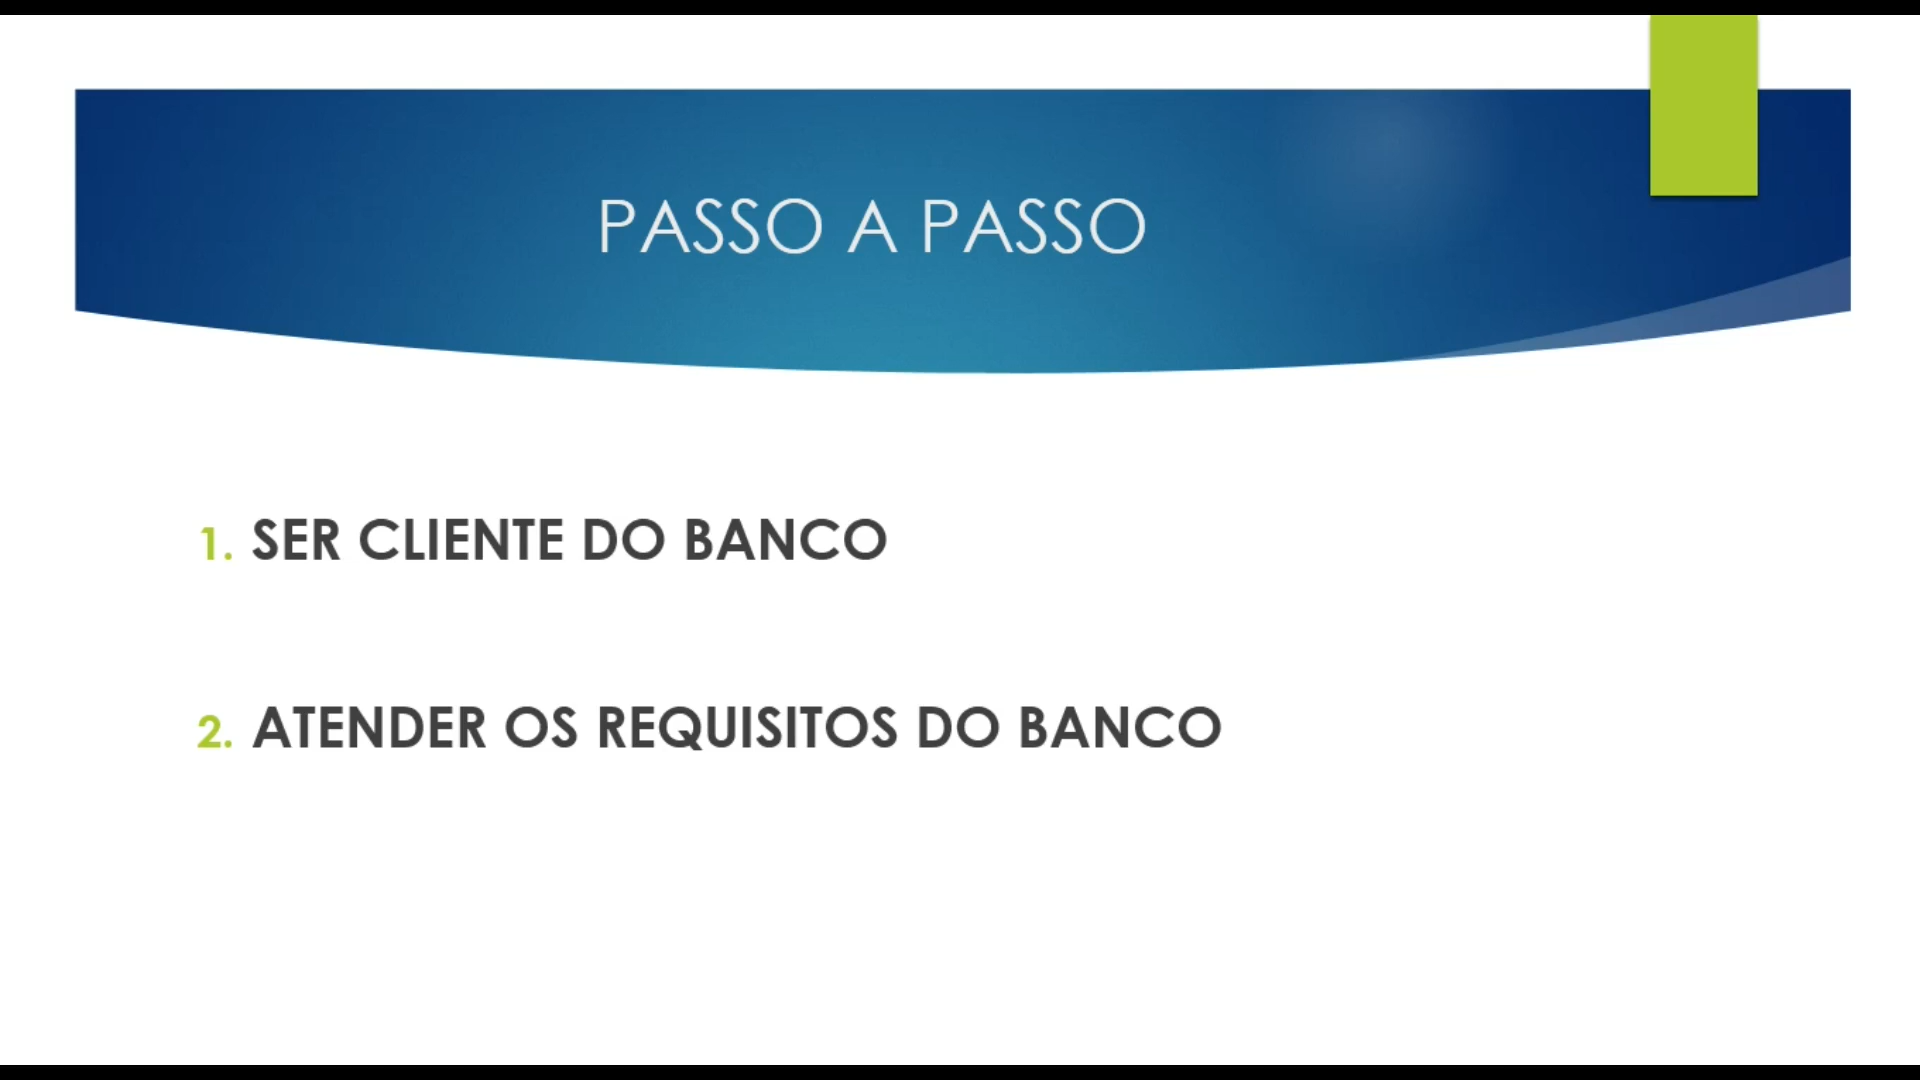 PASSO A PASSO
1. SER CLIENTE DO BANCO
2. ATENDER OS REQUISITOS DO BANCO